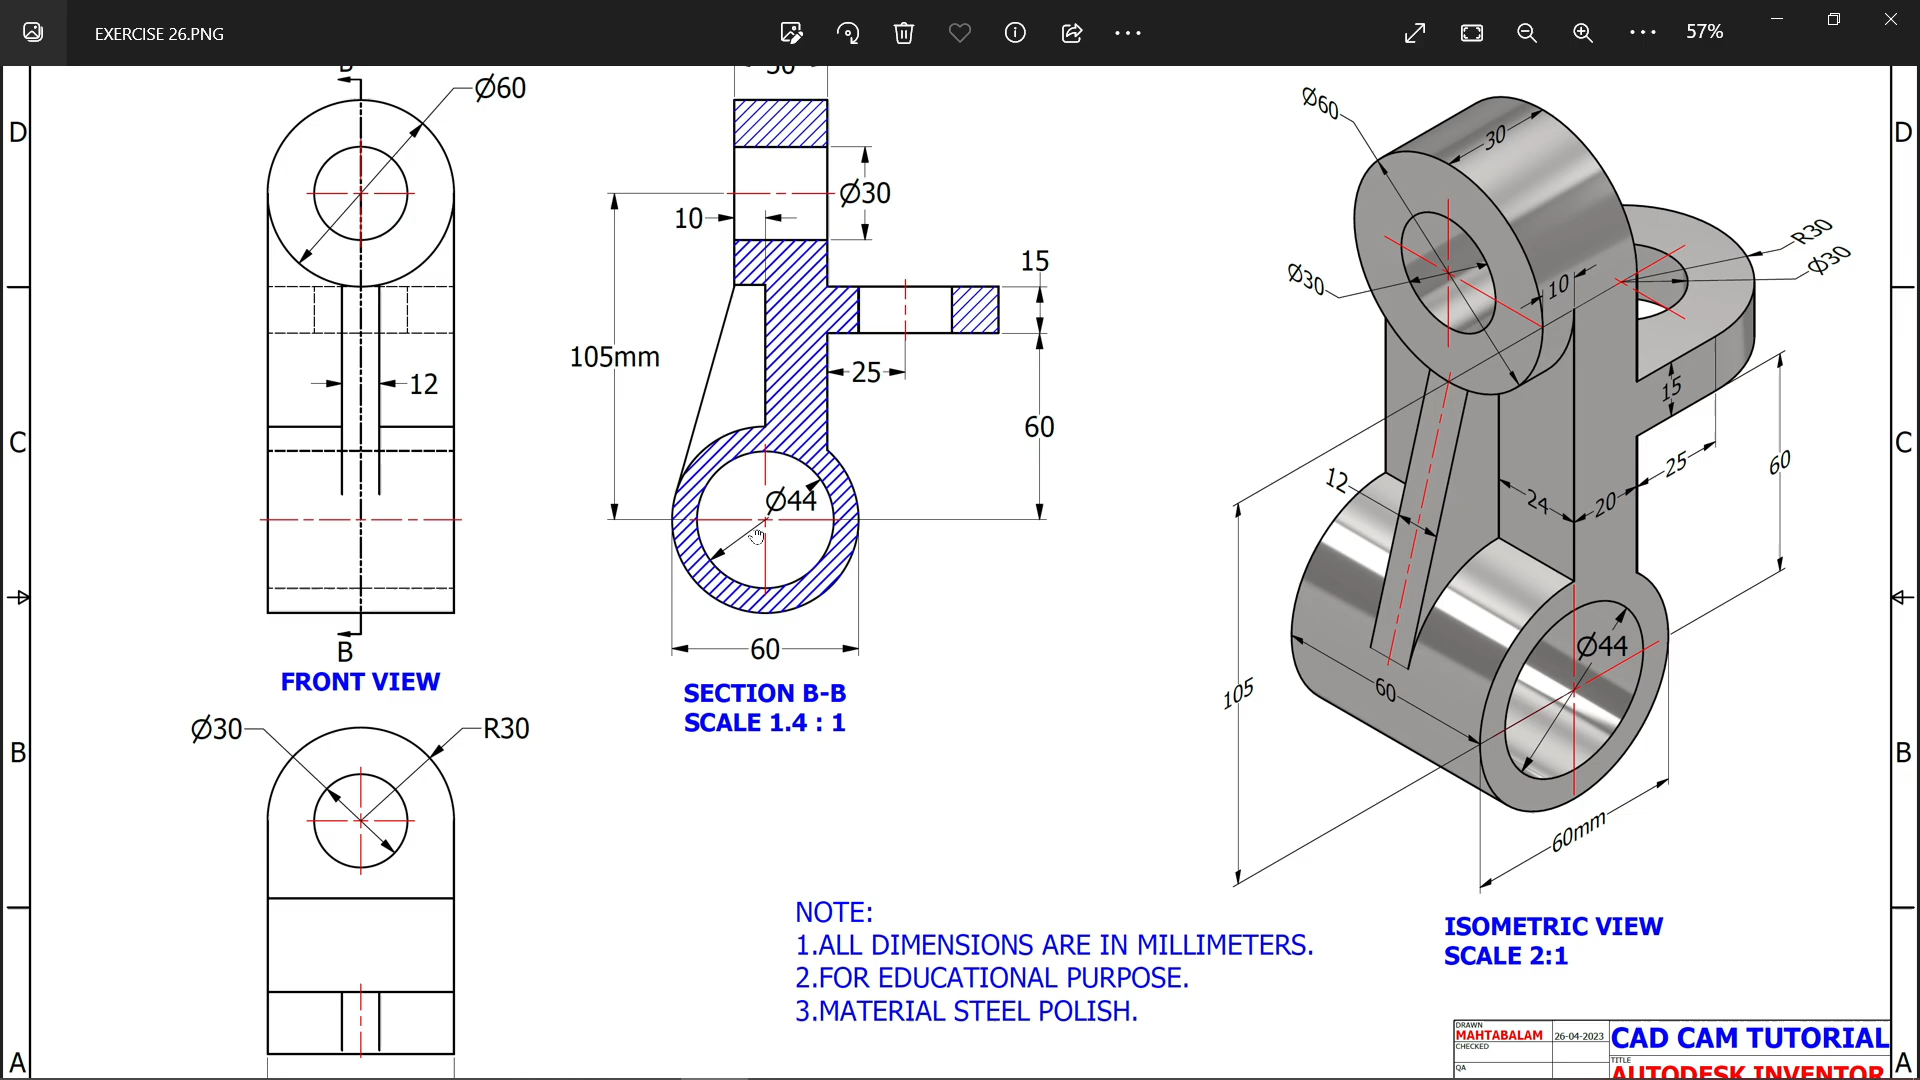 EXERCISE 26.PNG
57%
B
Ø60
30
D
Ø60
30
D
10
Ø30
Ø30
10
R30
Ø30
15
15
105mm
25
12
60
C
C
12
24
20
25
60
Ø44
Ø44
60
105
60
60mm
B
FRONT VIEW
SECTION B-B
SCALE 1.4 : 1
Ø30
R30
B
B
NOTE:
1.ALL DIMENSIONS ARE IN MILLIMETERS.
2.FOR EDUCATIONAL PURPOSE.
3.MATERIAL STEEL POLISH.
ISOMETRIC VIEW
SCALE 2:1
DRAWN
MAHTABALAM
26-04-2023
CAD CAM TUTORIAL
CHECKED
TITLE
QA
AUTODESK INVENTOR
A
A